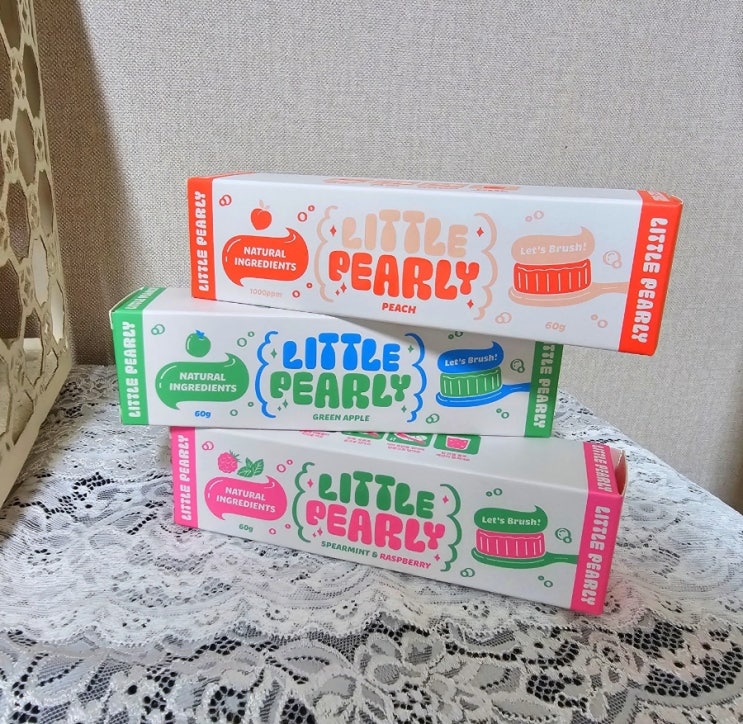 LITTLE PEARLY
NATURAL
INGREDIENTS
1000ppm
LITTLE
PEARLY
PEACH
Let's Brush!
60g
LITTLE PEARLY
LITTLE PEARLY
NATURAL
INGREDIENTS
60g
LITTLE
PEARLY
GREEN APPLE
Let's Brush!
LITTLE PEARLY
LITTLE PEARLY
NATURAL
INGREDIENTS
60g
LITTLE
PEARLY
SPEARMINT & RASPBERRY
Let's Brush!
LITTLE PEARLY
LITTLE PEARLY